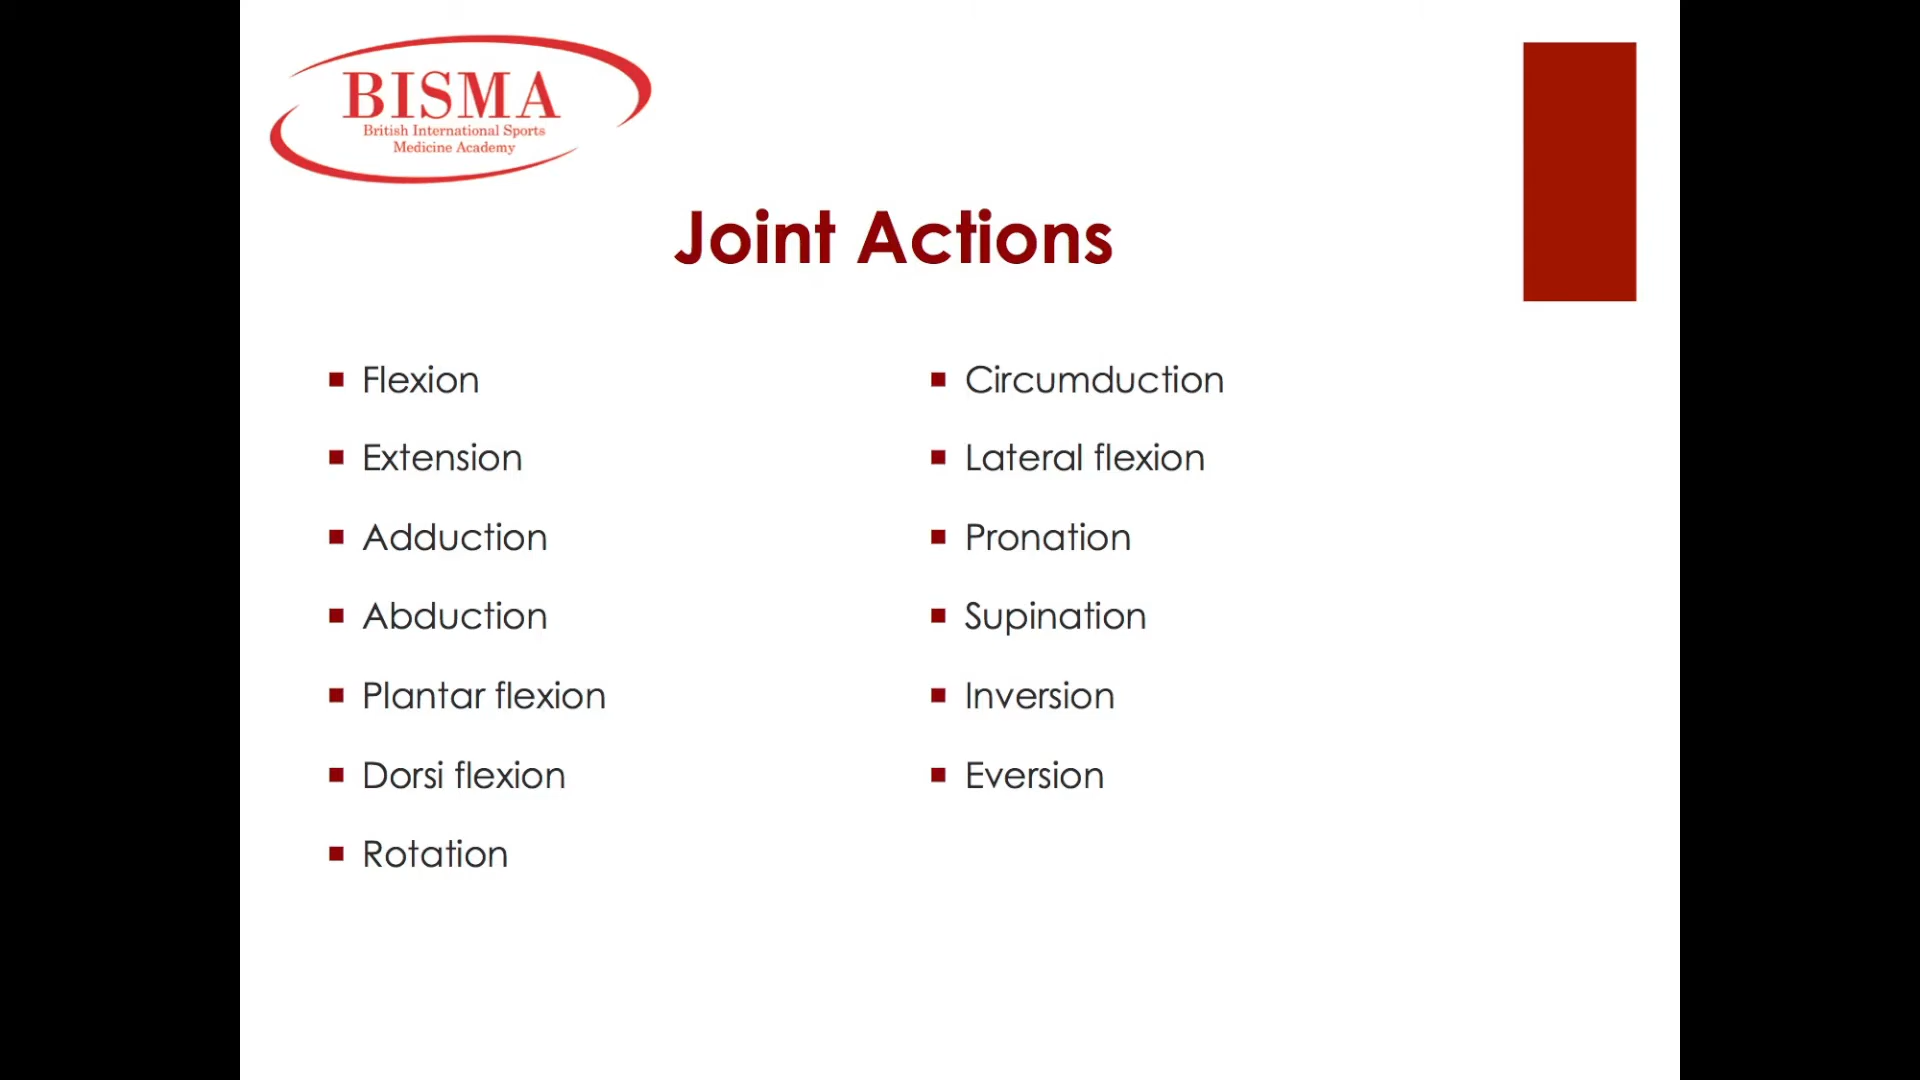 BISMA
British International Sports
Medicine Academy
Joint Actions
Flexion
Extension
Adduction
Abduction
Plantar flexion
Dorsi flexion
Rotation
Circumduction
Lateral flexion
Pronation
Supination
Inversion
Eversion